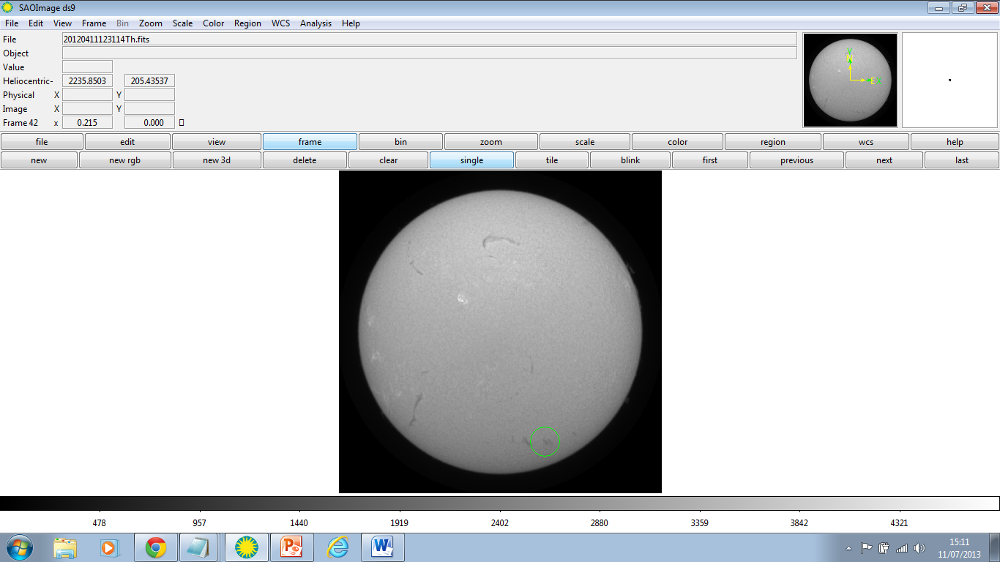 SAOImage ds9
File Edit View Frame Bin Zoom Scale Color Region WCS Analysis Help
File 20120411123114Th.fits
Object
Value
Heliocentric- 2235.8503 205.43537
Physical X Y
Image X Y
Frame 42 x 0.215 0.000
Y
N
E X
file edit view frame bin zoom scale color region wcs help
new new rgb new 3d delete clear single tile blink first previous next last
478 957 1440 1919 2402 2880 3359 3842 4321
15:11
11/07/2013